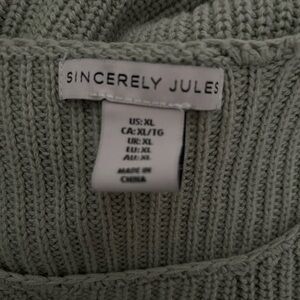 SINCERELY JULES
US: XL
CA: XL/TG
UK: XL
EU: XL
AU: XL
MADE IN
CHINA